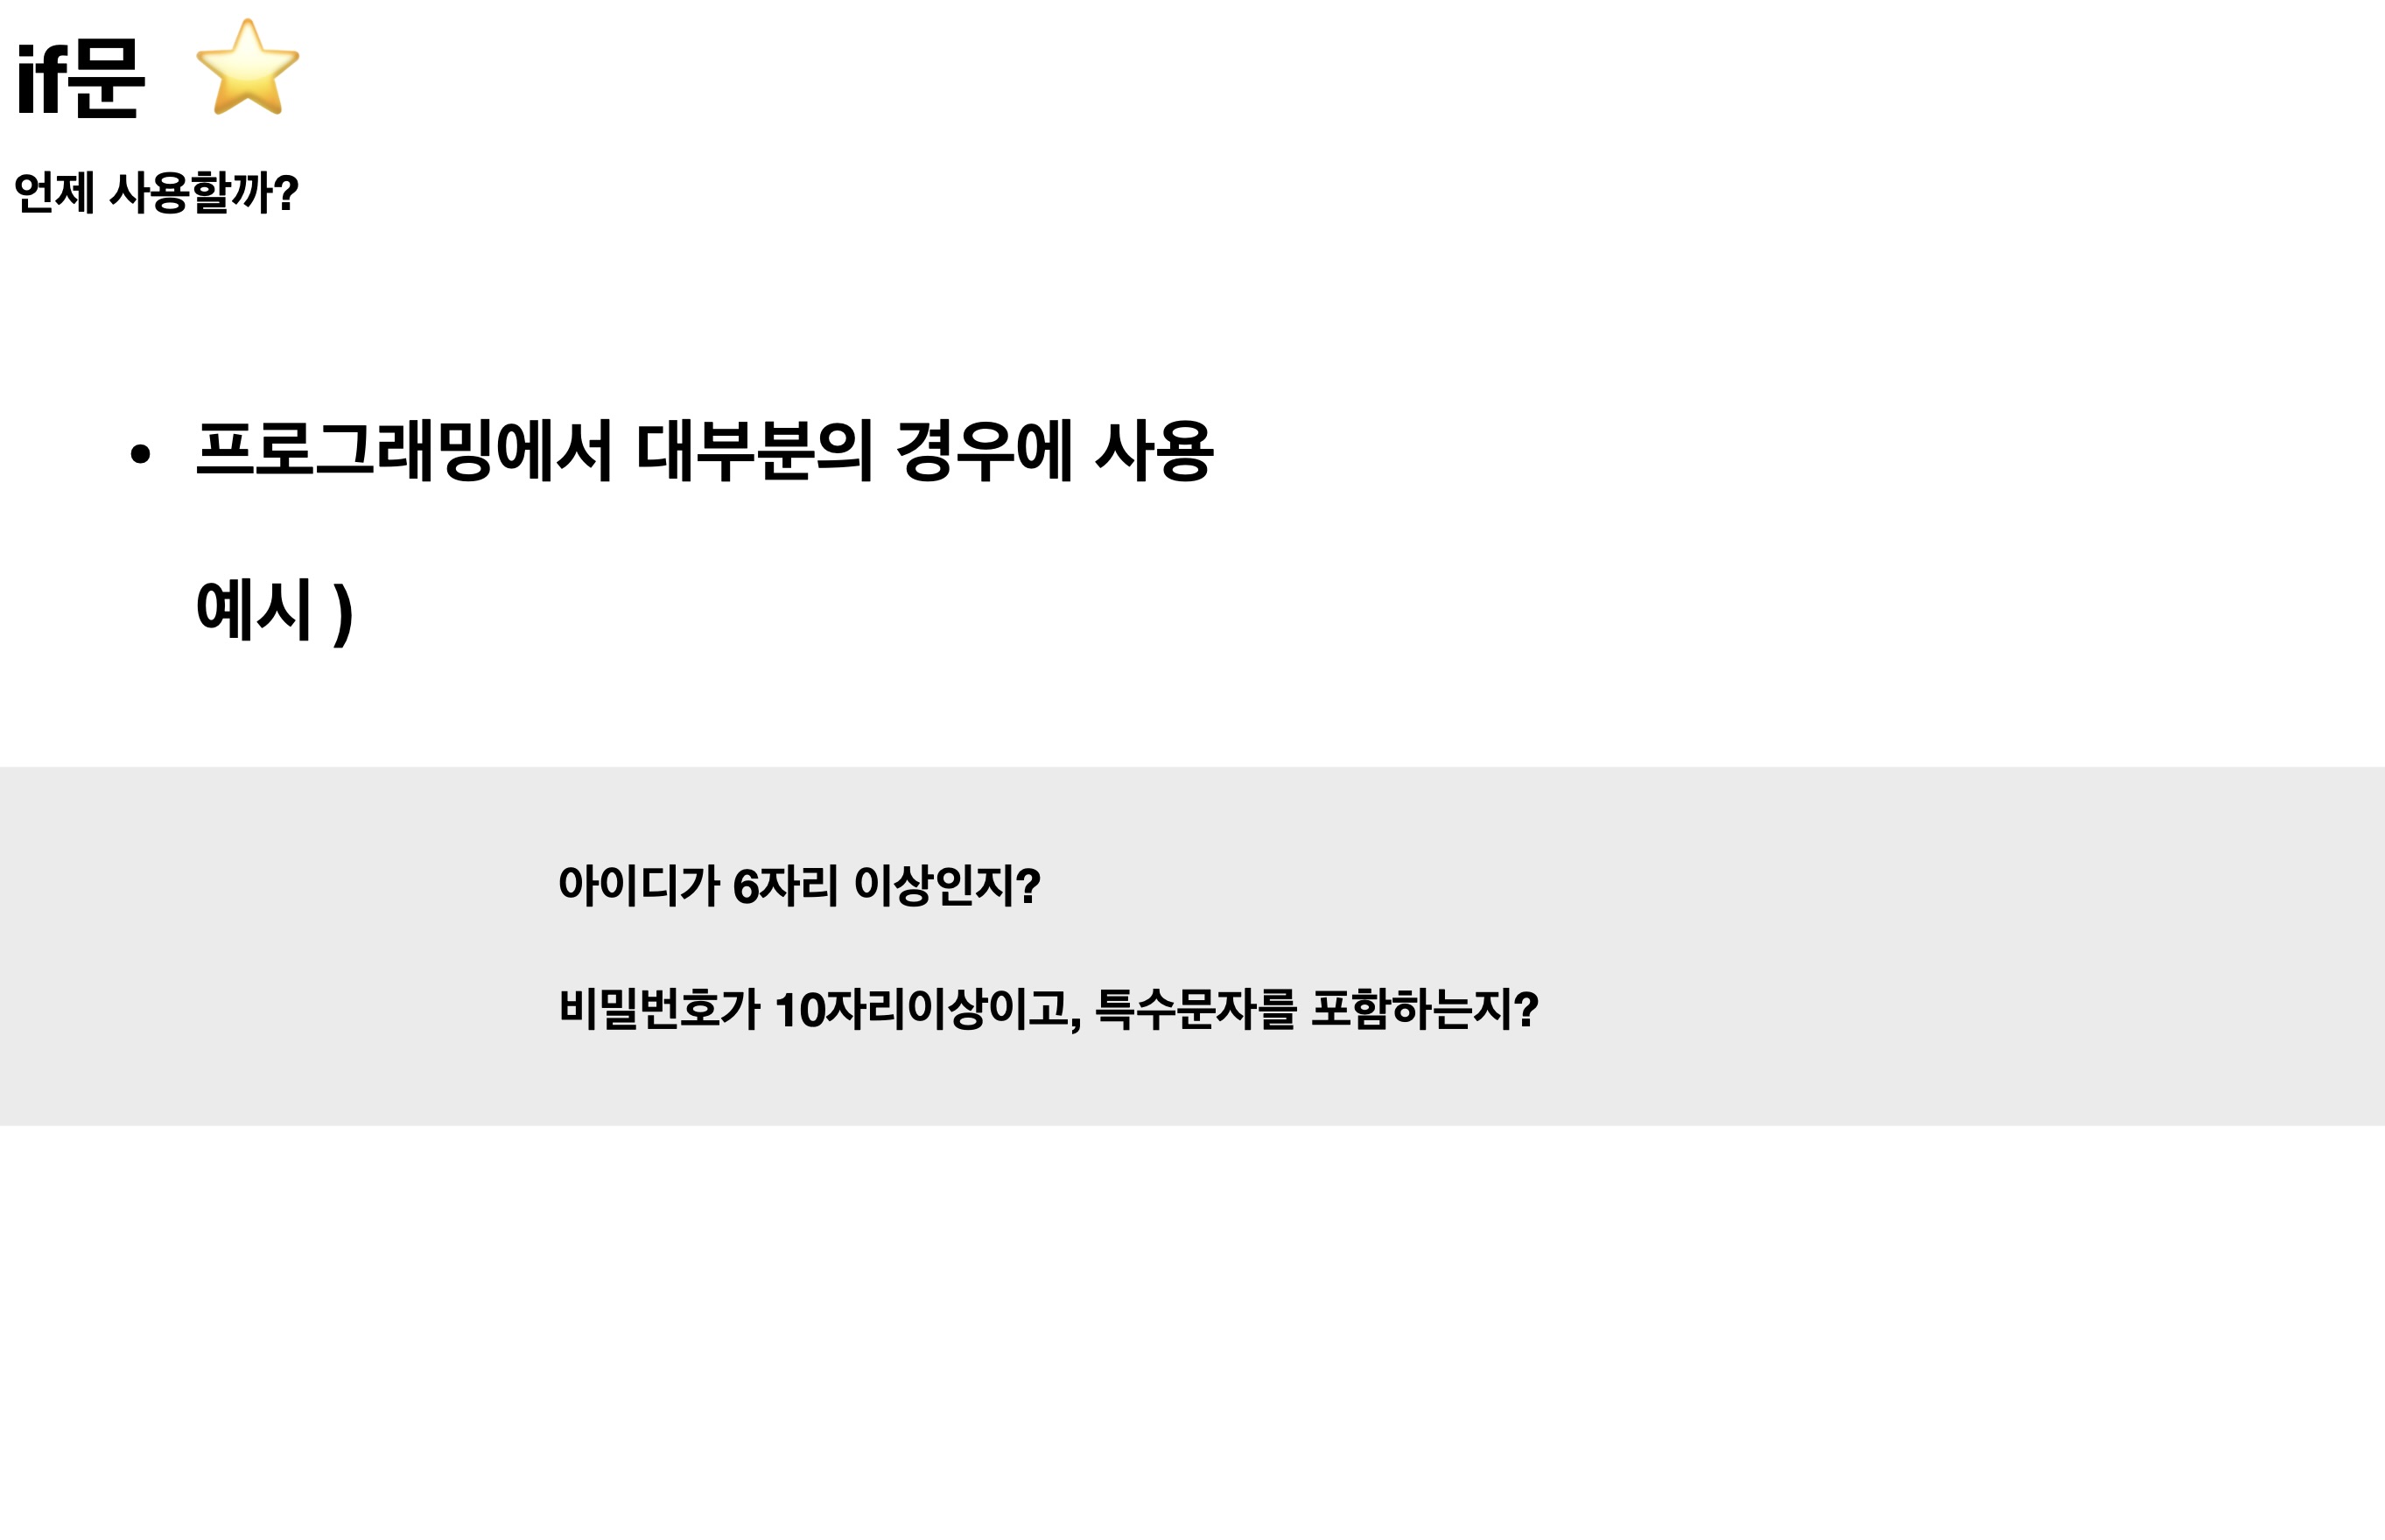 if문 ⭐
언제 사용할까?
• 프로그래밍에서 대부분의 경우에 사용
예시 )
아이디가 6자리 이상인지?
비밀번호가 10자리이상이고, 특수문자를 포함하는지?